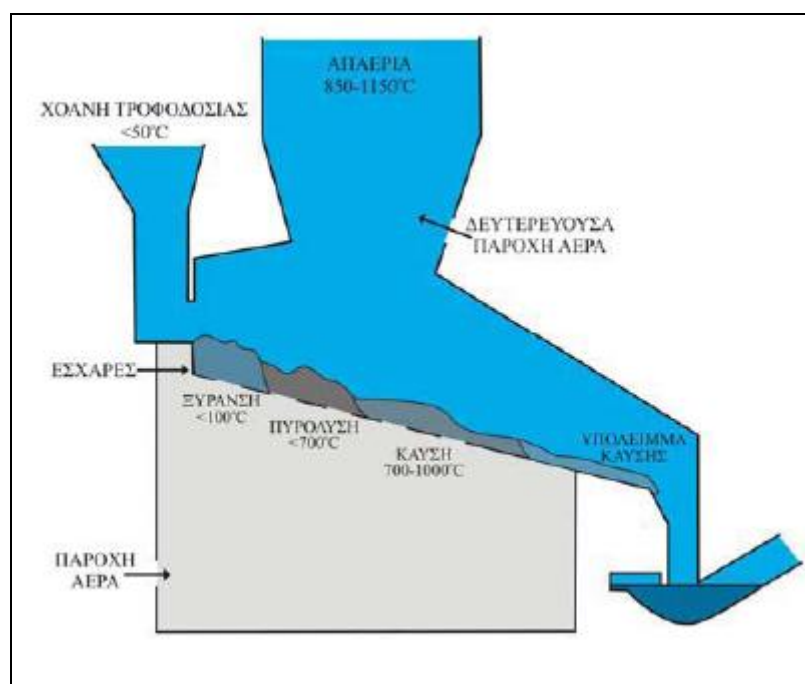 ΑΠΑΕΡΙΑ
850-1150°C
ΧΟΑΝΗ ΤΡΟΦΟΔΟΣΙΑΣ
<50°C
ΔΕΥΤΕΡΕΥΟΥΣΑ
ΠΑΡΟΧΗ ΑΕΡΑ
ΕΣΧΑΡΕΣ
ΞΥΡΑΝΣΗ
<100°C
ΠΥΡΟΛΥΣΗ
<700°C
ΚΑΥΣΗ
700-1000°C
ΥΠΟΛΕΙΜΜΑ
ΚΑΥΣΗΣ
ΠΑΡΟΧΗ
ΑΕΡΑ